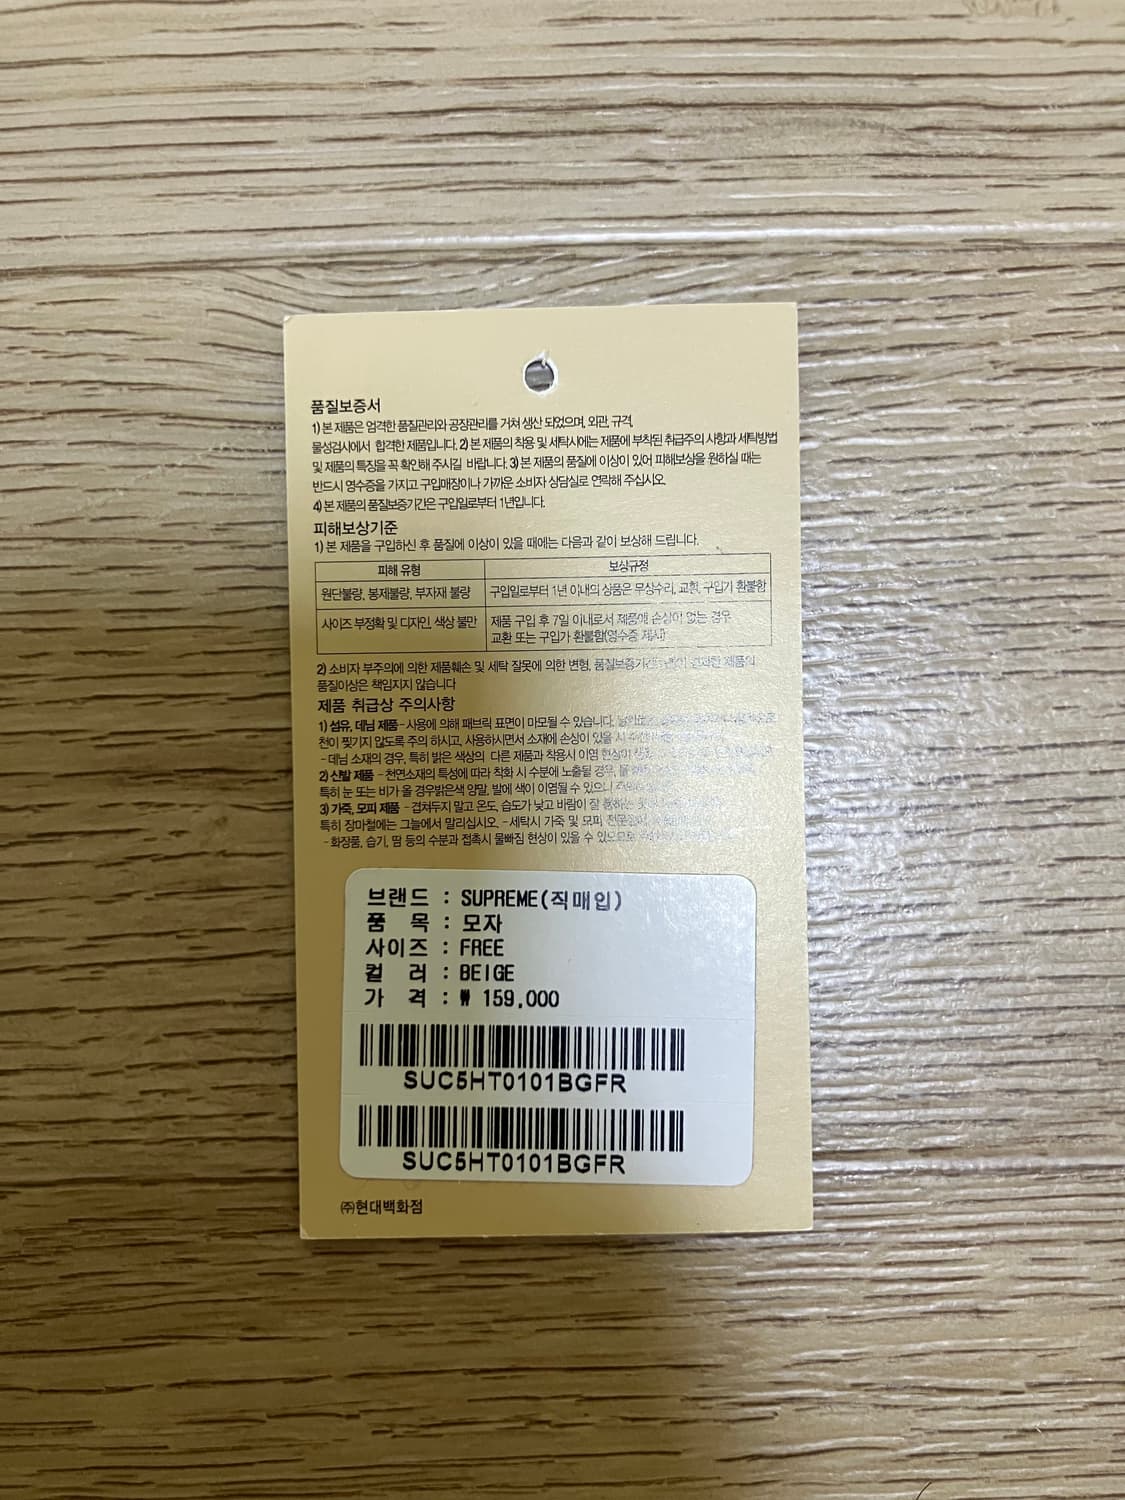 품질보증서
1) 본 제품은 엄격한 품질관리와 공장관리를 거쳐 생산 되었으며, 외관, 규격,
물성검사에서 합격한 제품입니다. 2) 본 제품의 착용 및 세탁시에는 제품에 부착된 취급주의 사항과 세탁방법
및 제품의 특징을 꼭 확인해 주시길 바랍니다. 3) 본 제품의 품질에 이상이 있어 피해보상을 원하실 때는
반드시 영수증을 가지고 구입매장이나 가까운 소비자 상담실로 연락해 주십시오.
4) 본 제품의 품질보증기간은 구입일로부터 1년입니다.
피해보상기준
1) 본 제품을 구입하신 후 품질에 이상이 있을 때에는 다음과 같이 보상해 드립니다.
피해 유형 보상규정
원단불량, 봉제불량, 부자재 불량 구입일로부터 1년 이내의 상품은 무상수리, 교환, 구입가 환불함
사이즈 부정확 및 디자인, 색상 불만 제품 구입 후 7일 이내로서 제품에 손상이 없는 경우
교환 또는 구입가 환불함(영수증 제시)
2) 소비자 부주의에 의한 제품훼손 및 세탁 잘못에 의한 변형, 제품의
품질이상은 책임지지 않습니다
제품 취급상 주의사항
1) 섬유, 데님 제품 - 사용에 의해 패브릭 표면이 마모될 수 있습니다.
천이 찢기지 않도록 주의 하시고, 사용하시면서 소재에 손상이 있을 시
- 데님 소재의 경우, 특히 밝은 색상의 다른 제품과 착용시 이염 현상이
2) 신발 제품 - 천연소재의 특성에 따라 착화 시 수분에 노출될 경우,
특히 눈 또는 비가 올 경우밝은색 양말, 발에 색이 이염될 수 있으니
3) 가죽, 모피 제품 - 겹쳐두지 말고 온도, 습도가 낮고 바람이 잘 통하는
특히 장마철에는 그늘에서 말리십시오. - 세탁시 가죽 및 모피
- 화장품, 습기, 땀 등의 수분과 접촉시 물빠짐 현상이 있을 수 있으므로
브랜드 : SUPREME(직매입)
품 목 : 모자
사이즈 : FREE
컬 러 : BEIGE
가 격 : ₩ 159,000
SUC5HT0101BGFR
SUC5HT0101BGFR
㈜현대백화점